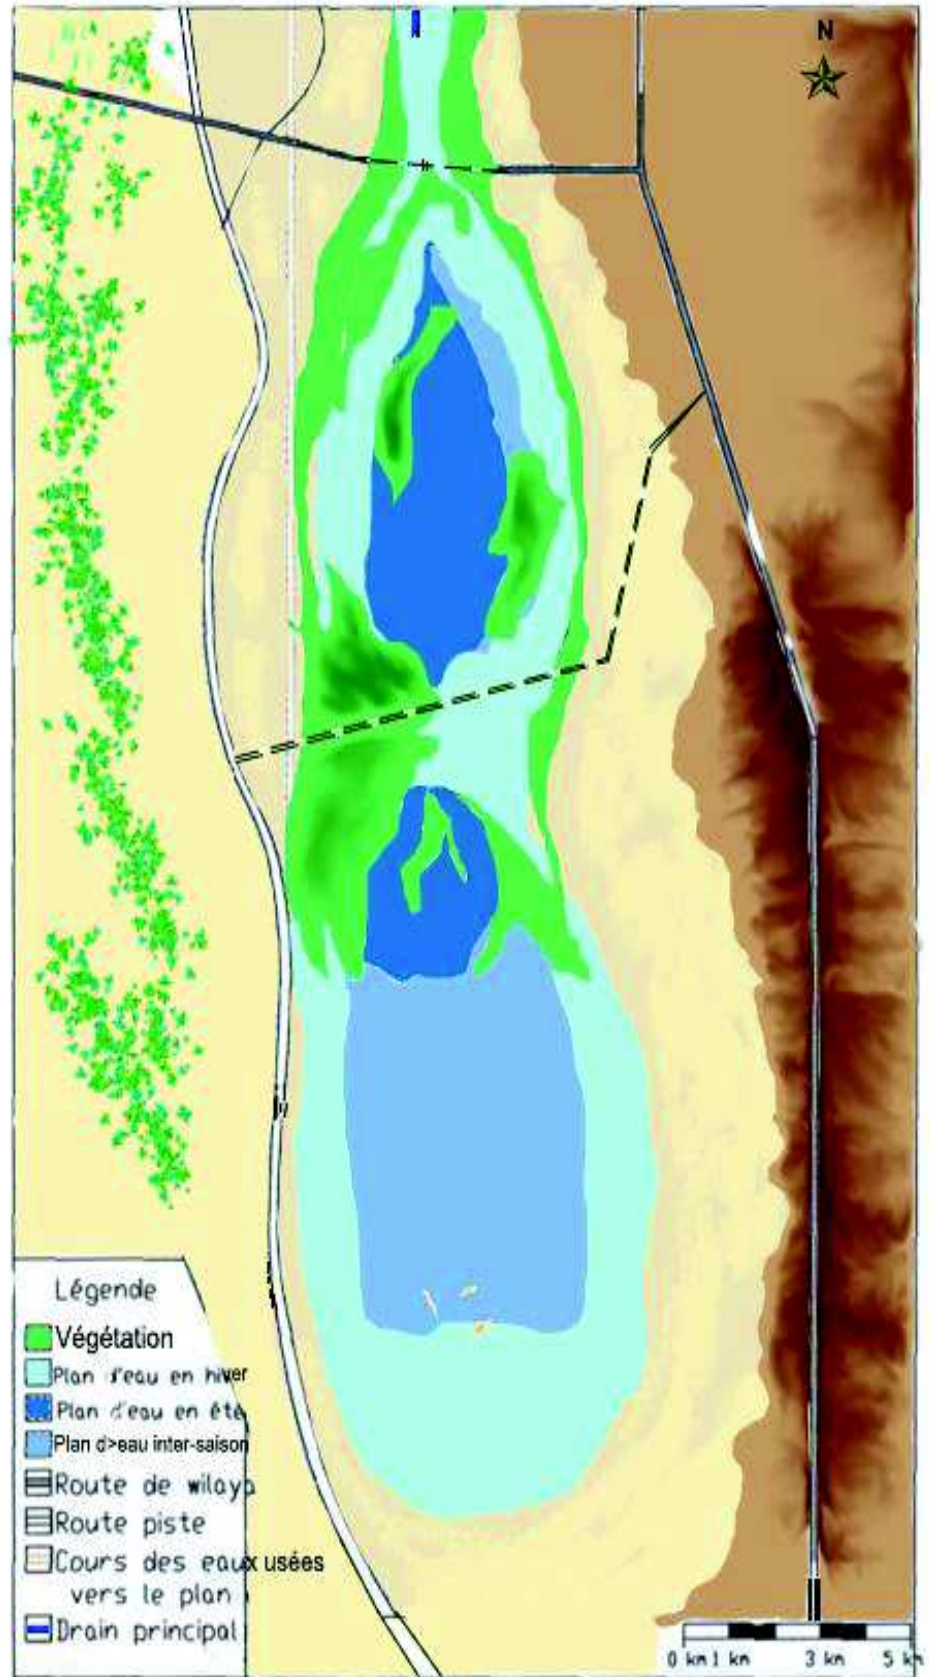 N
Légende
Végétation
Plan d'eau en hiver
Plan d'eau en été
Plan d>eau inter-saison
Route de wilaya
Route piste
Cours des eaux usées
vers le plan
Drain principal
0 km 1 km 3 km 5 km